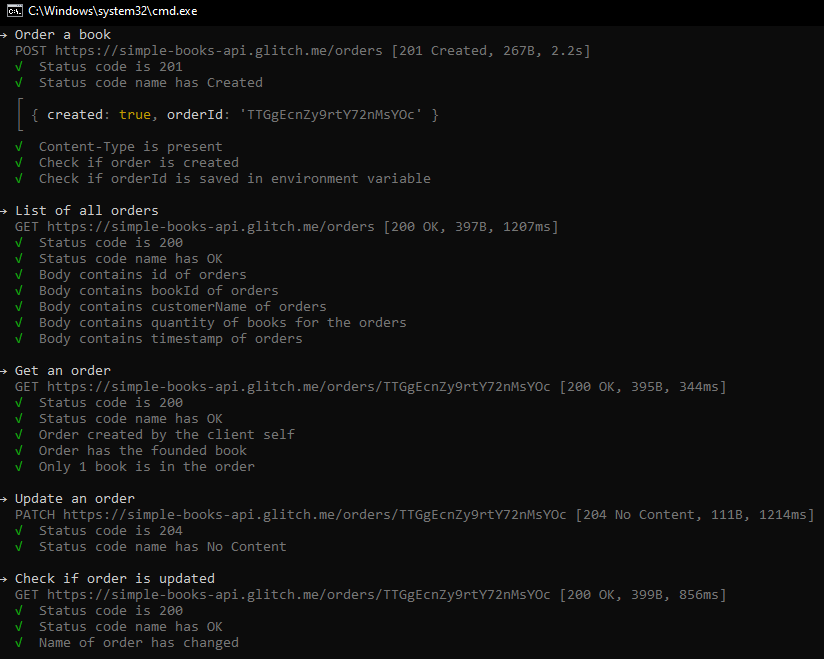 C:\Windows\system32\cmd.exe
→ Order a book
POST https://simple-books-api.glitch.me/orders [201 Created, 267B, 2.2s]
√ Status code is 201
√ Status code name has Created
{ created: true, orderId: 'TTGgEcnZy9rtY72nMsYOc' }
√ Content-Type is present
√ Check if order is created
√ Check if orderId is saved in environment variable
→ List of all orders
GET https://simple-books-api.glitch.me/orders [200 OK, 397B, 1207ms]
√ Status code is 200
√ Status code name has OK
√ Body contains id of orders
√ Body contains bookId of orders
√ Body contains customerName of orders
√ Body contains quantity of books for the orders
√ Body contains timestamp of orders
→ Get an order
GET https://simple-books-api.glitch.me/orders/TTGgEcnZy9rtY72nMsYOc [200 OK, 395B, 344ms]
√ Status code is 200
√ Status code name has OK
√ Order created by the client self
√ Order has the founded book
√ Only 1 book is in the order
→ Update an order
PATCH https://simple-books-api.glitch.me/orders/TTGgEcnZy9rtY72nMsYOc [204 No Content, 111B, 1214ms]
√ Status code is 204
√ Status code name has No Content
→ Check if order is updated
GET https://simple-books-api.glitch.me/orders/TTGgEcnZy9rtY72nMsYOc [200 OK, 399B, 856ms]
√ Status code is 200
√ Status code name has OK
√ Name of order has changed